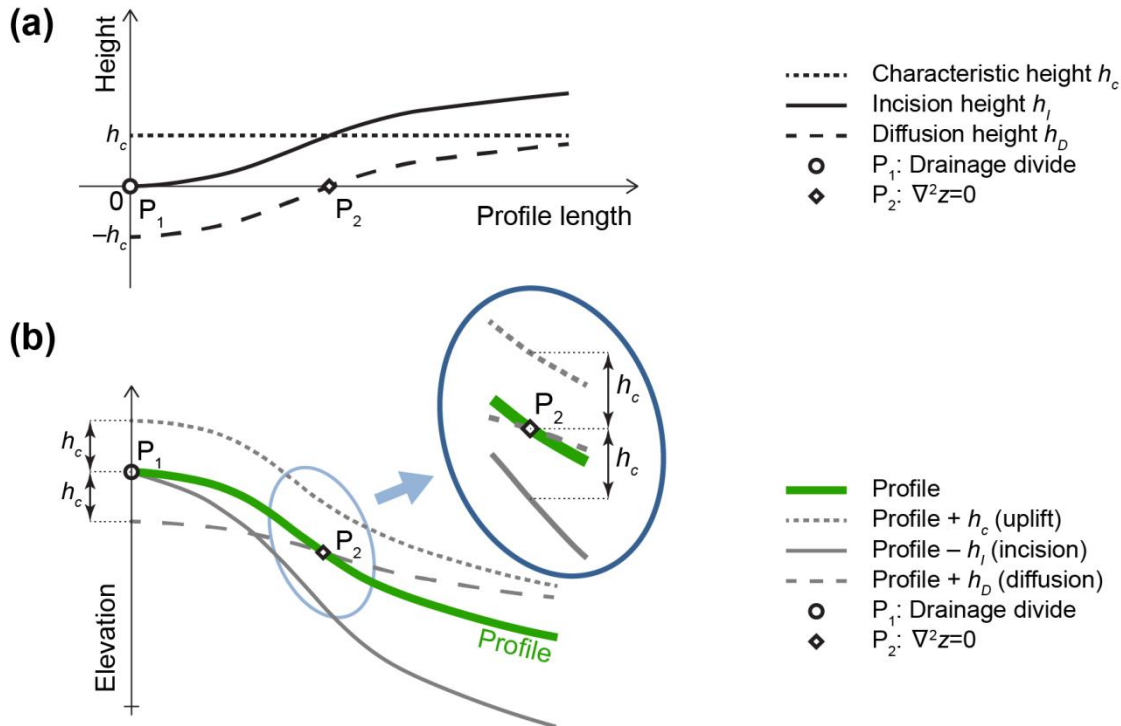 (a)
Height
h_c
0
P_1
P_2
Profile length
–h_c
Characteristic height h_c
Incision height h_I
Diffusion height h_D
P_1: Drainage divide
P_2: ∇²z=0
(b)
Elevation
h_c
h_c
P_1
P_2
Profile
P_2
h_c
h_c
Profile
Profile + h_c (uplift)
Profile – h_I (incision)
Profile + h_D (diffusion)
P_1: Drainage divide
P_2: ∇²z=0